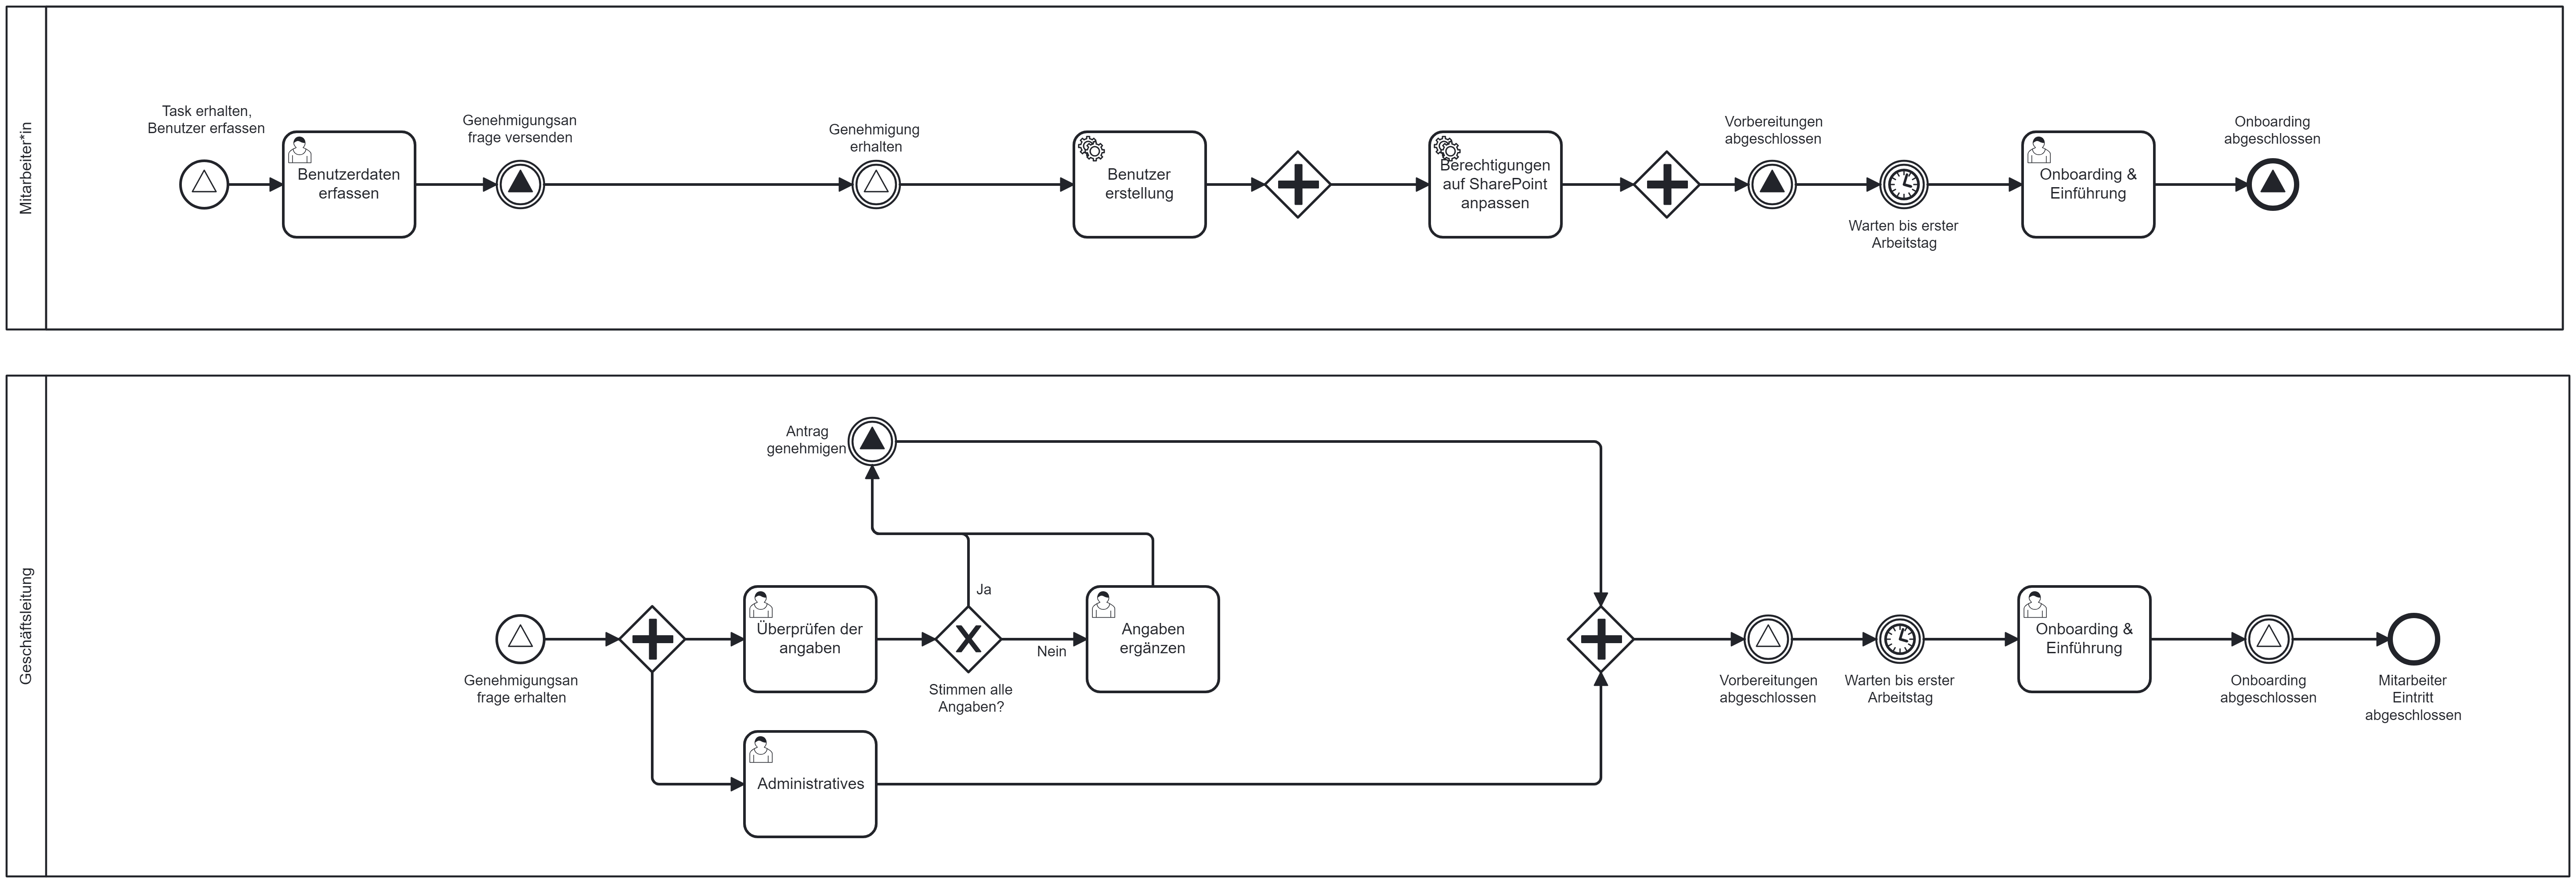 Mitarbeiter*in
Task erhalten,
Benutzer erfassen
Benutzerdaten
erfassen
Genehmigungsan
frage versenden
Genehmigung
erhalten
Benutzer
erstellung
Berechtigungen
auf SharePoint
anpassen
Vorbereitungen
abgeschlossen
Warten bis erster
Arbeitstag
Onboarding &
Einführung
Onboarding
abgeschlossen
Geschäftsleitung
Antrag
genehmigen
Genehmigungsan
frage erhalten
Überprüfen der
angaben
Ja
Stimmen alle
Angaben?
Nein
Angaben
ergänzen
Administratives
Vorbereitungen
abgeschlossen
Warten bis erster
Arbeitstag
Onboarding &
Einführung
Onboarding
abgeschlossen
Mitarbeiter
Eintritt
abgeschlossen